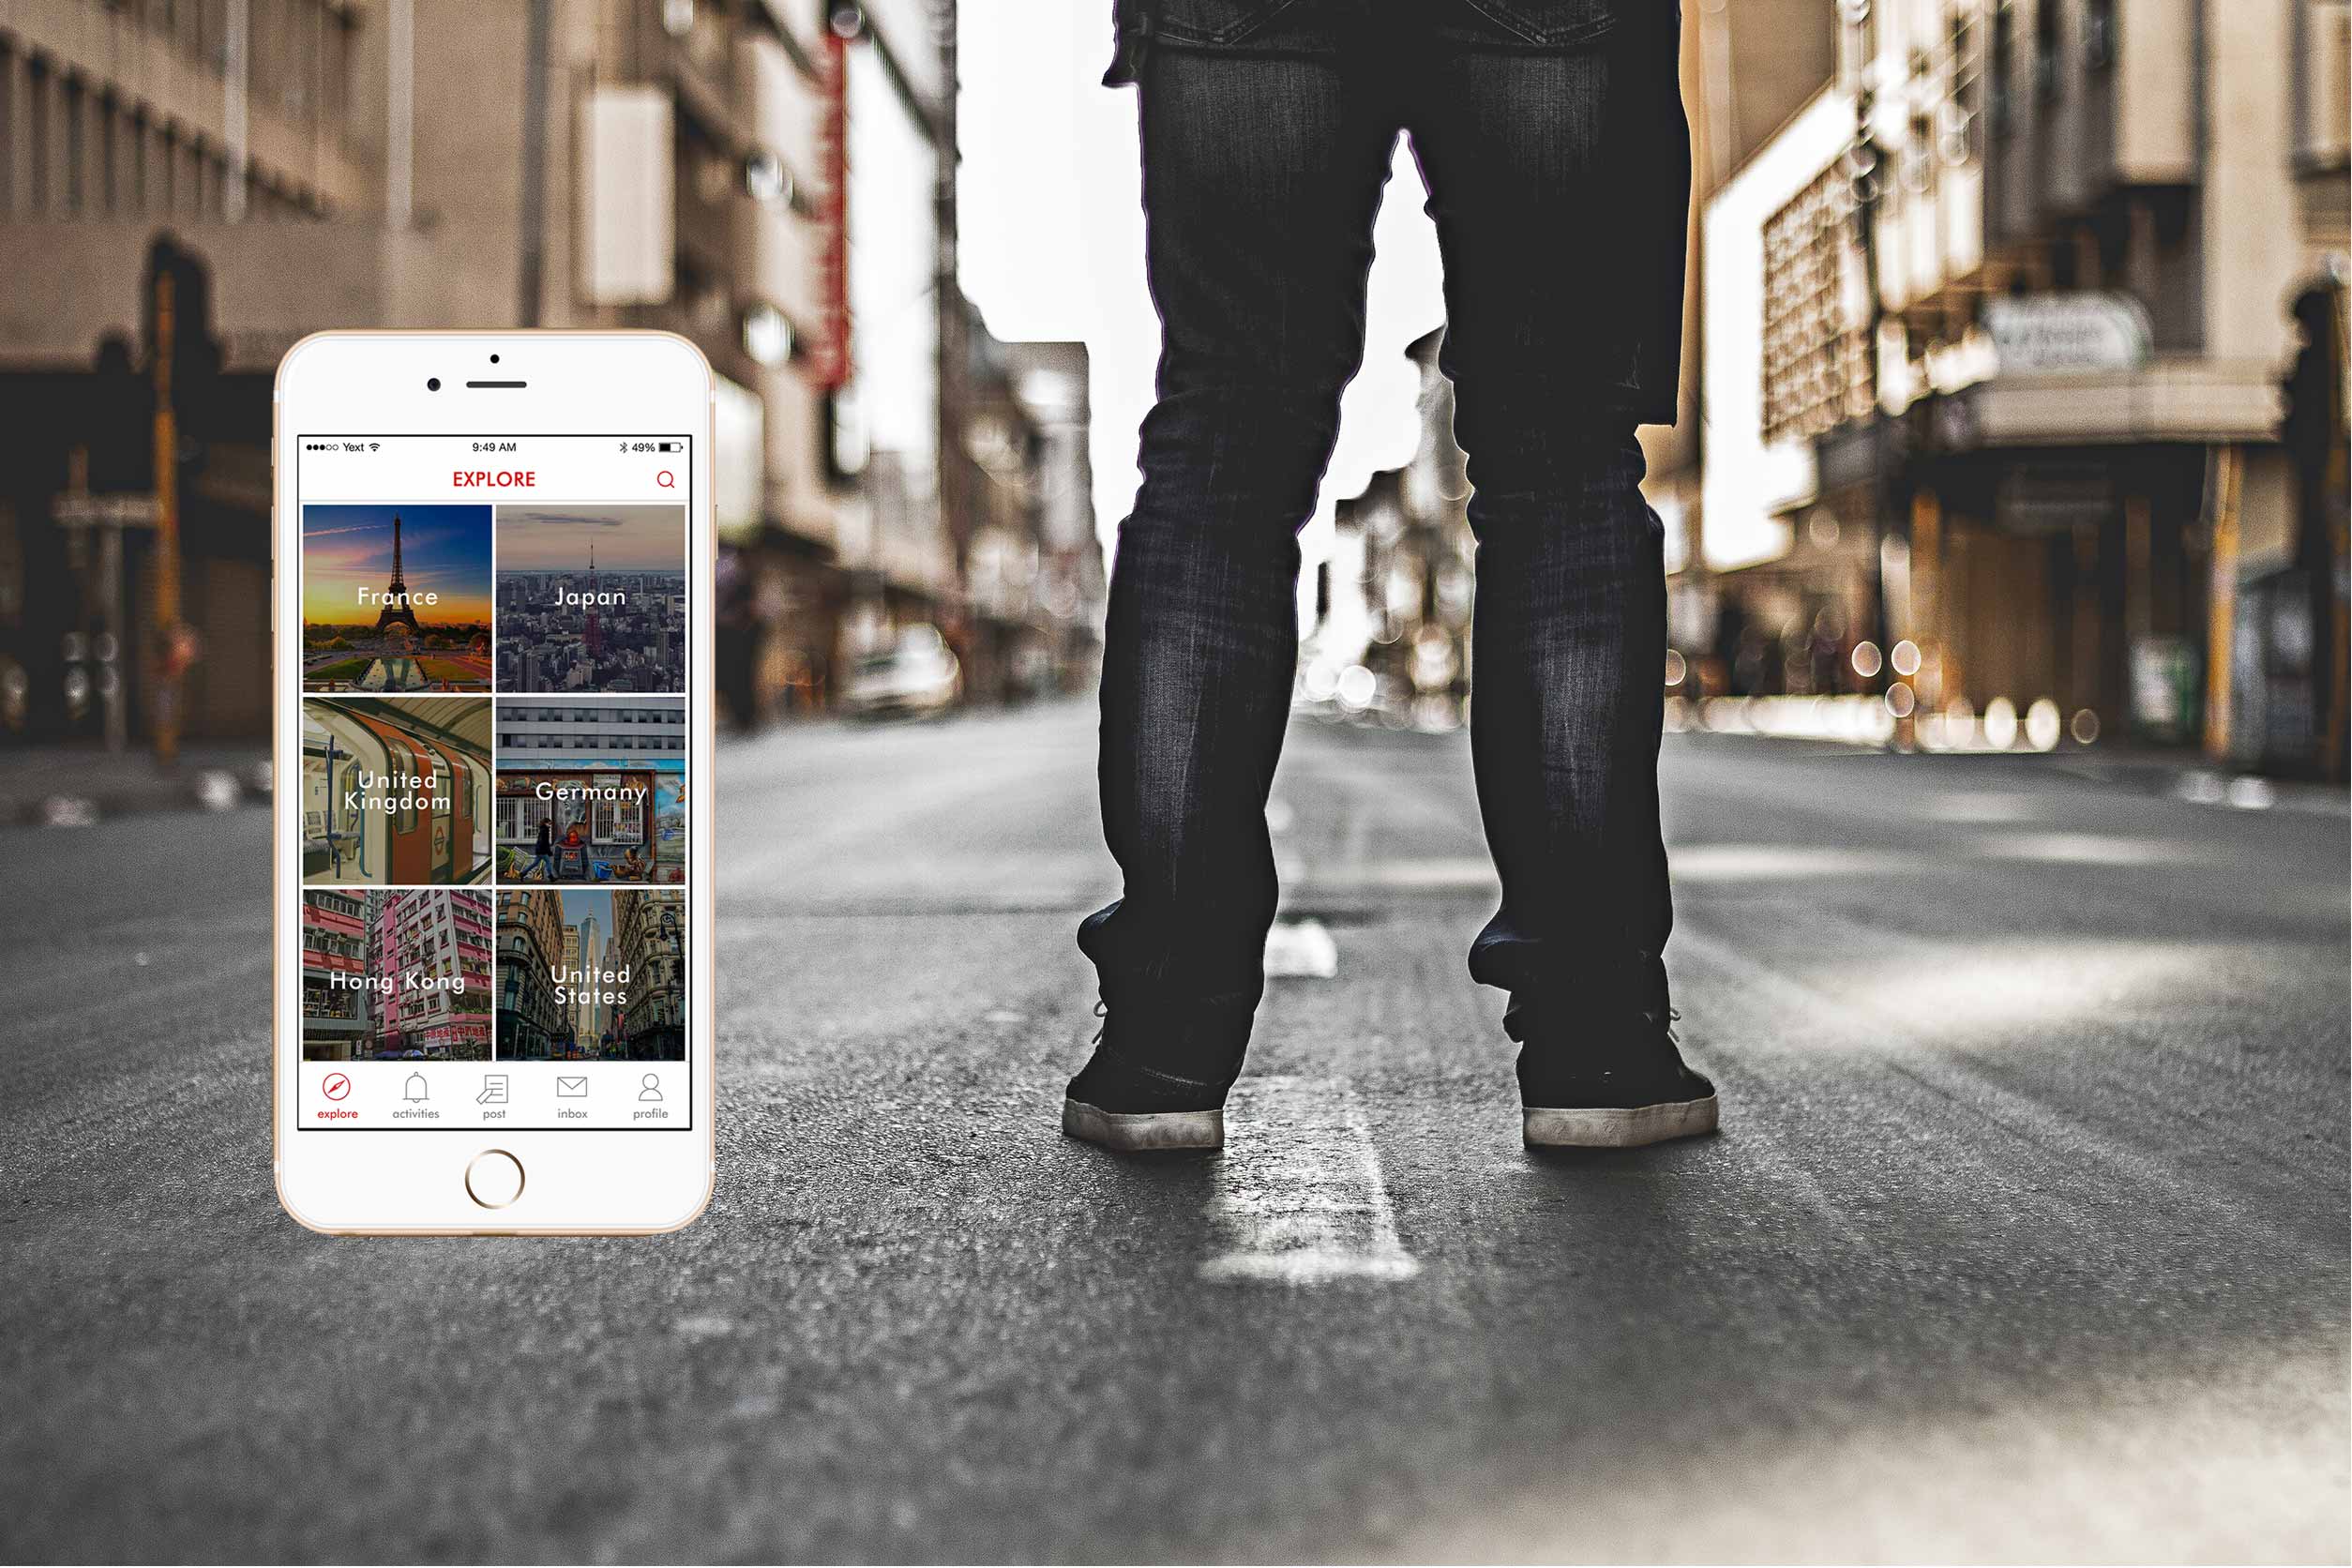 Yext
9:49 AM
49%
EXPLORE
France
Japan
United
Kingdom
Germany
Hong Kong
United
States
explore
activities
post
inbox
profile